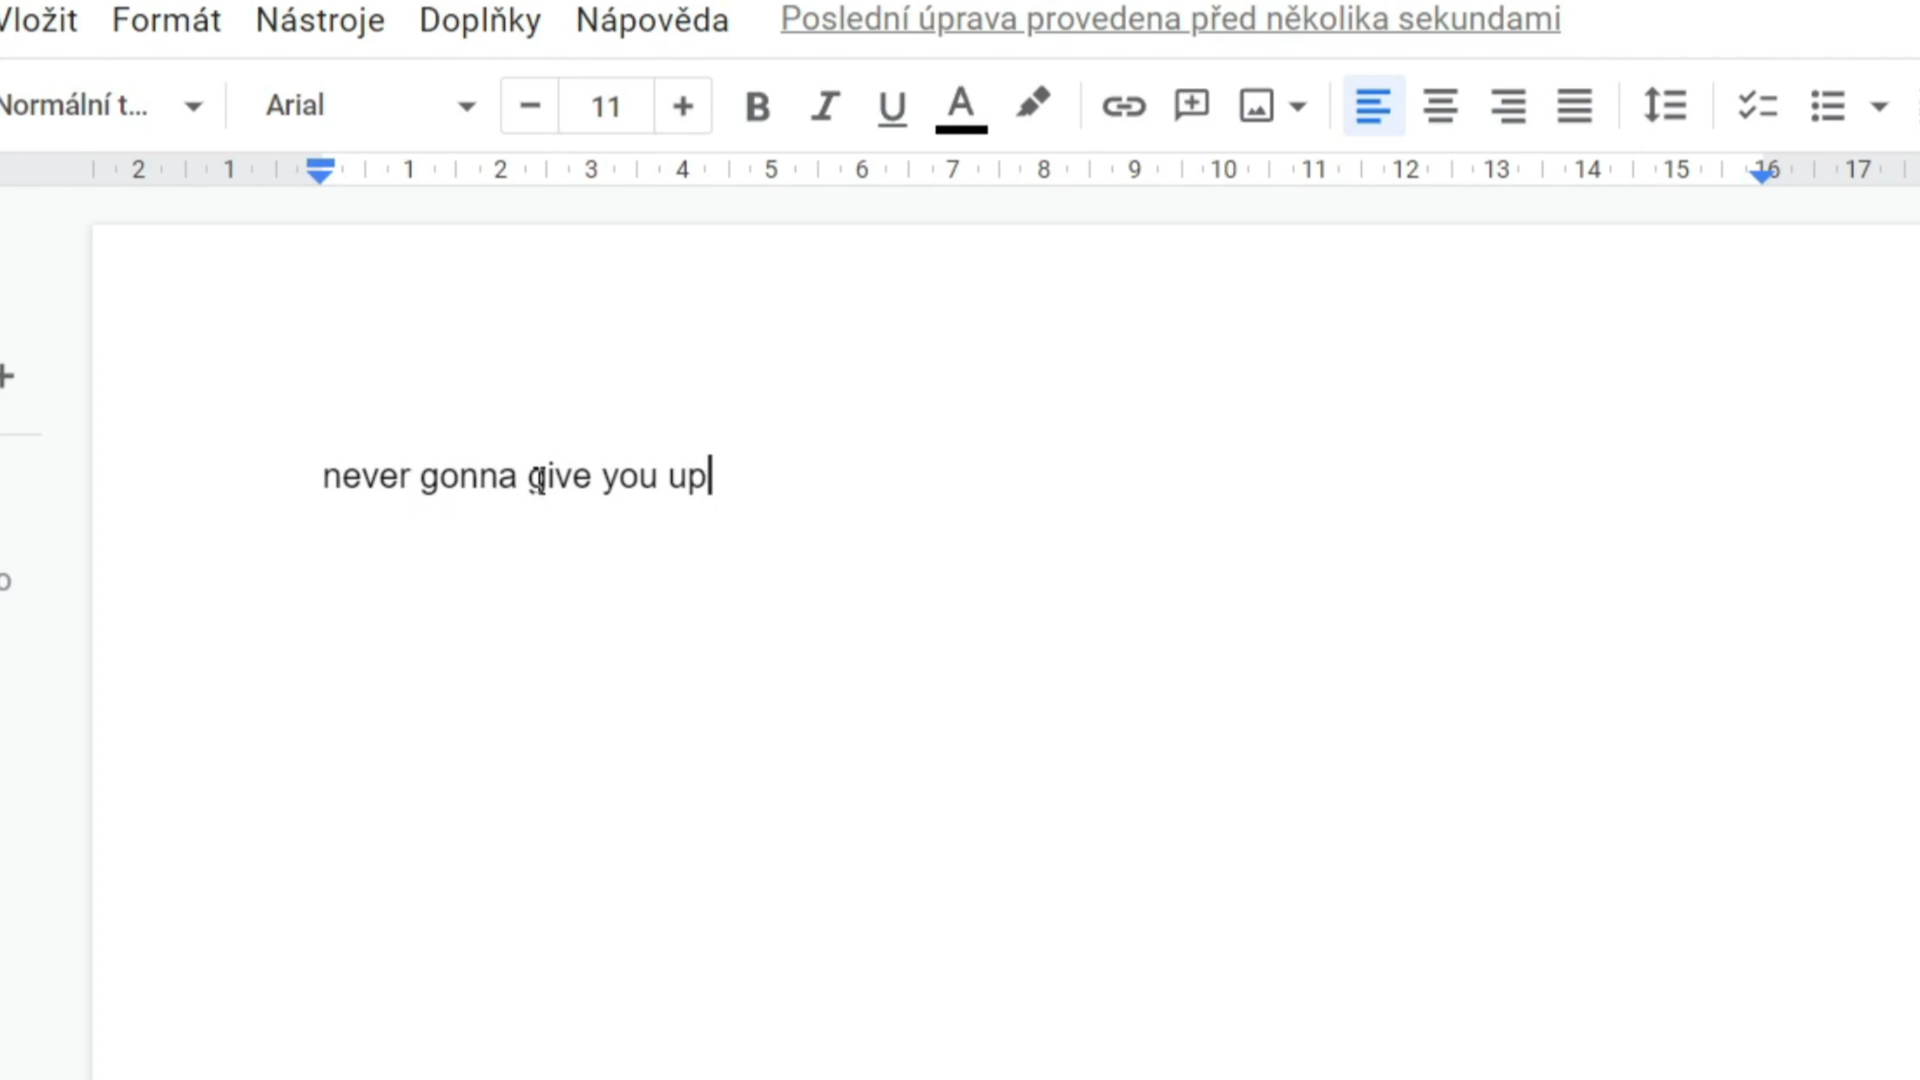 Vložit Formát Nástroje Doplňky Nápověda Poslední úprava provedena před několika sekundami
Normální t... Arial 11 B I U A
2 1 1 2 3 4 5 6 7 8 9 10 11 12 13 14 15 16 17
never gonna give you up